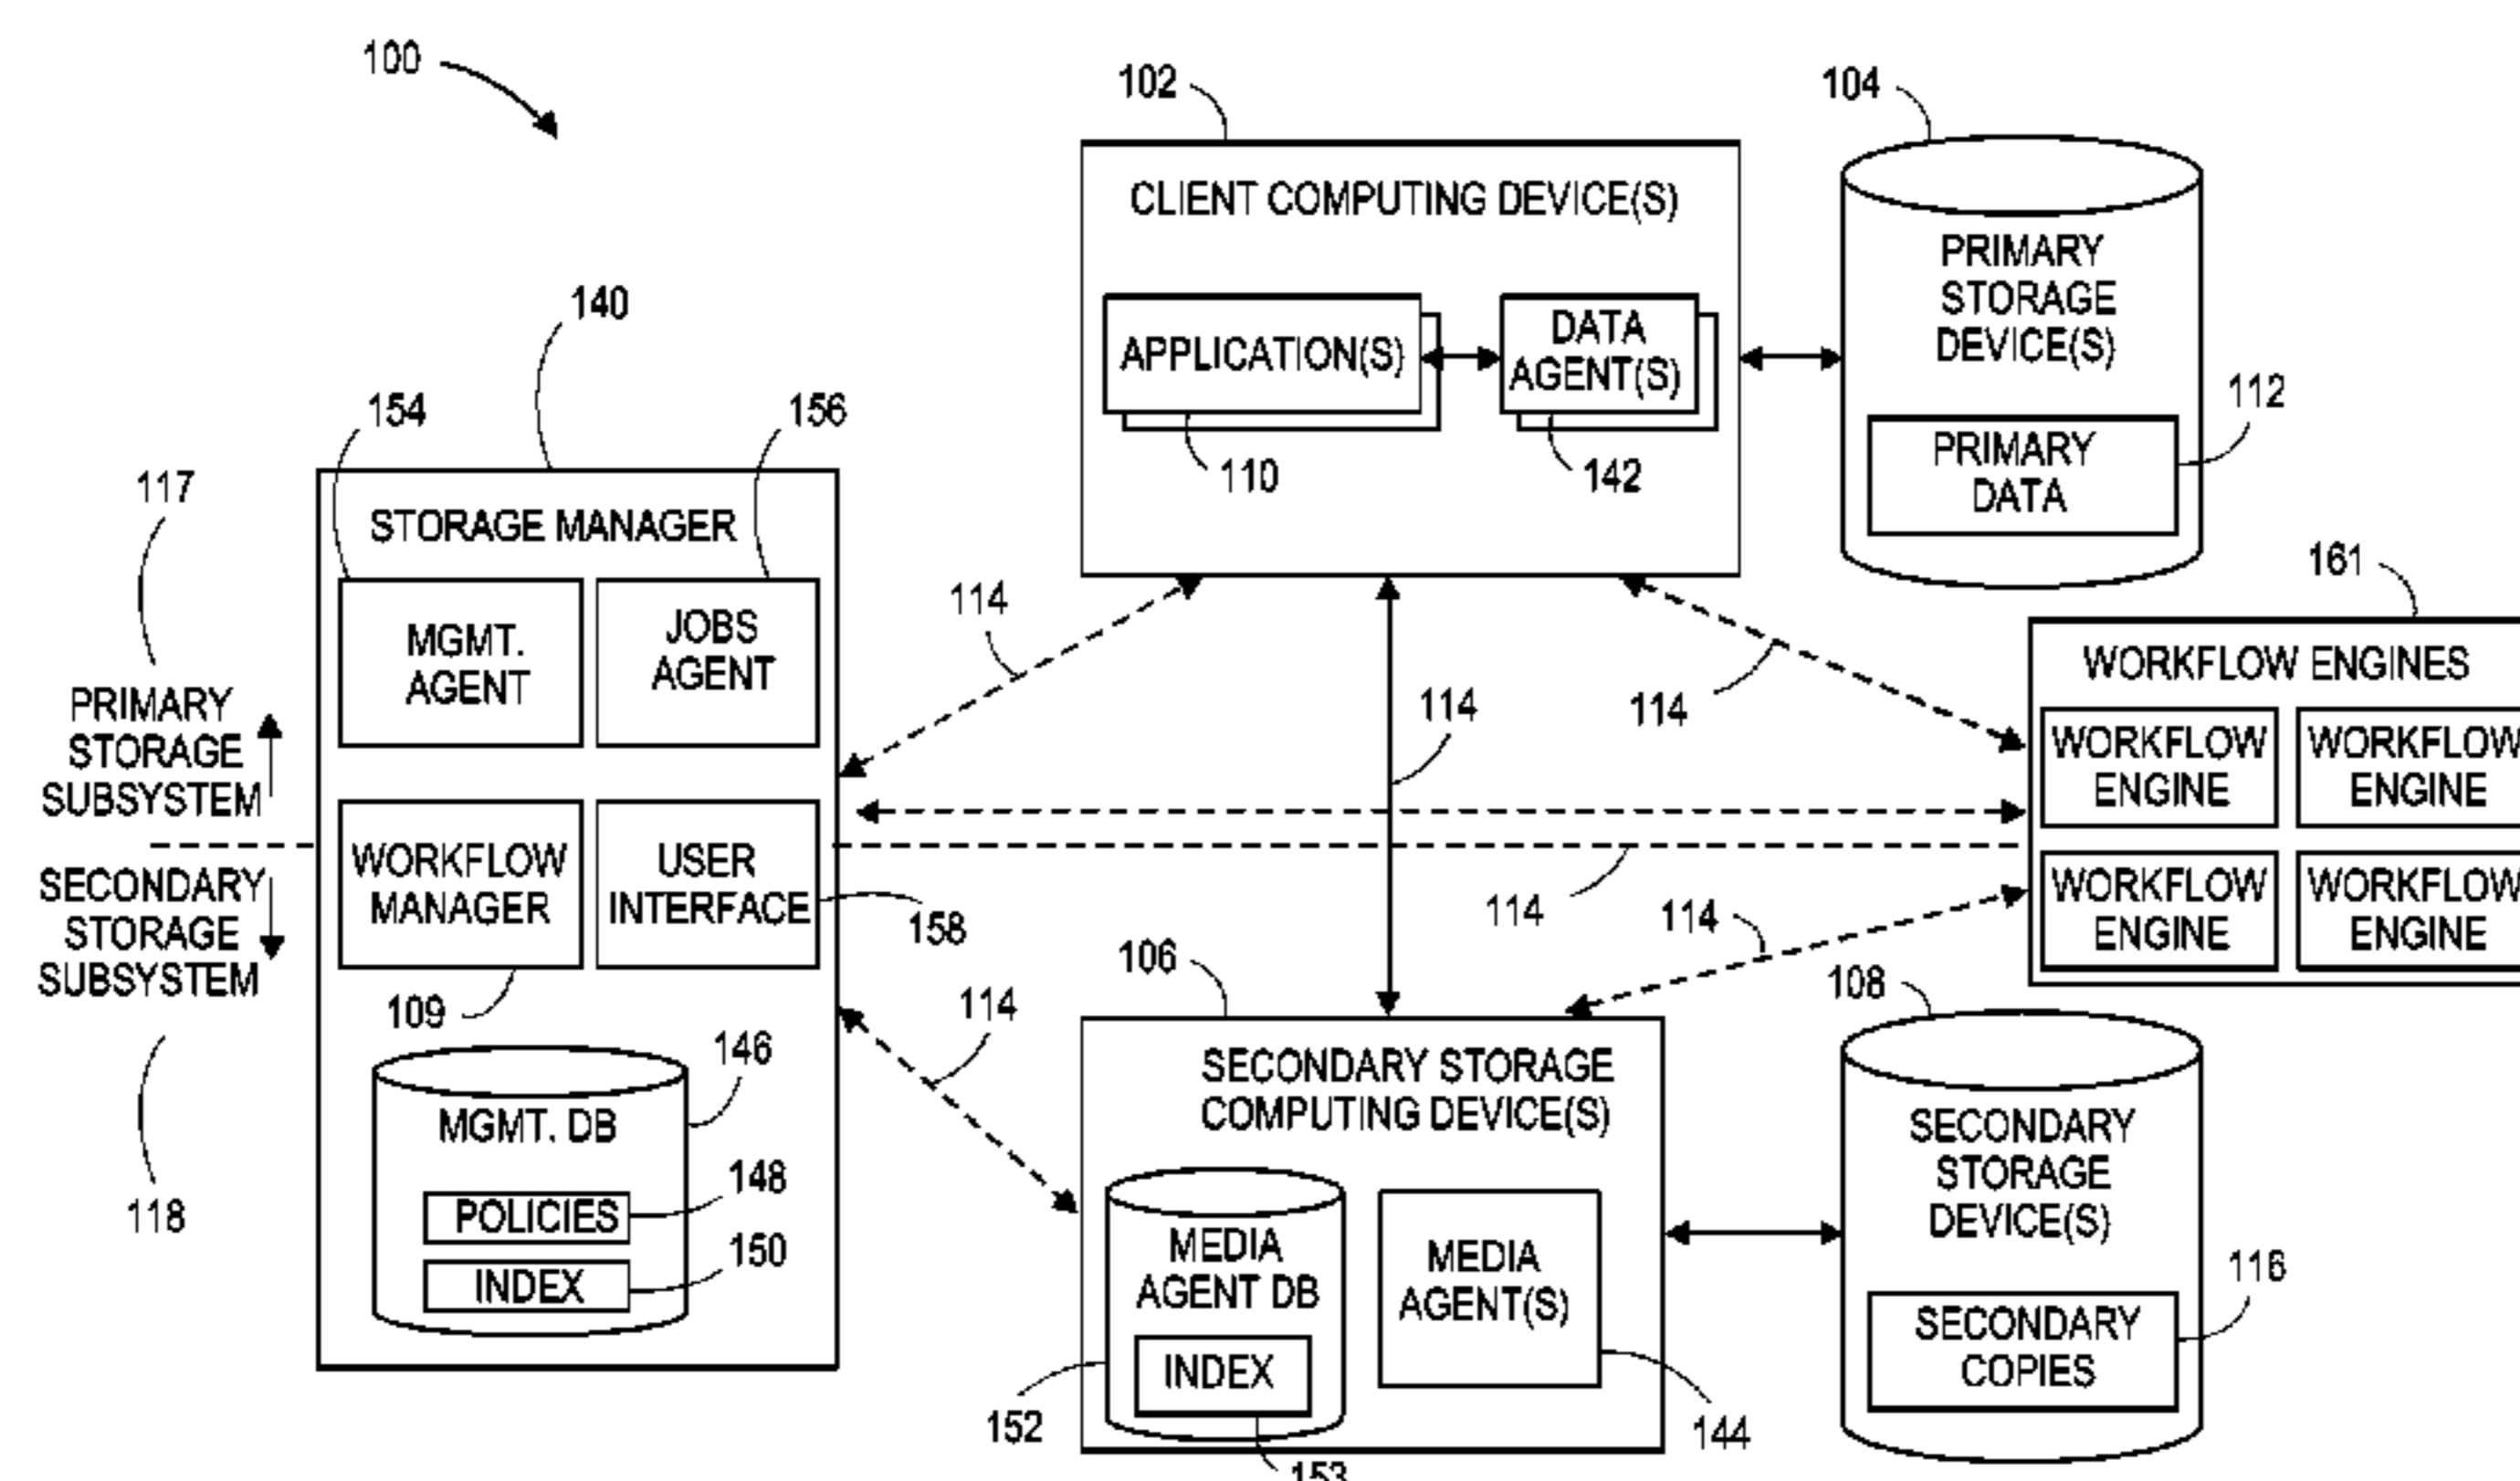 100
102
104
CLIENT COMPUTING DEVICE(S)
APPLICATION(S)
DATA
AGENT(S)
110
142
PRIMARY
STORAGE
DEVICE(S)
112
PRIMARY
DATA
140
154
156
117
STORAGE MANAGER
MGMT.
AGENT
JOBS
AGENT
PRIMARY
STORAGE
SUBSYSTEM
WORKFLOW
MANAGER
USER
INTERFACE
SECONDARY
STORAGE
SUBSYSTEM
158
109
118
146
MGMT. DB
POLICIES
148
INDEX
150
114
114
114
114
114
114
161
WORKFLOW ENGINES
WORKFLOW
ENGINE
WORKFLOW
ENGINE
WORKFLOW
ENGINE
WORKFLOW
ENGINE
106
SECONDARY STORAGE
COMPUTING DEVICE(S)
MEDIA
AGENT DB
INDEX
MEDIA
AGENT(S)
152
153
144
108
SECONDARY
STORAGE
DEVICE(S)
116
SECONDARY
COPIES